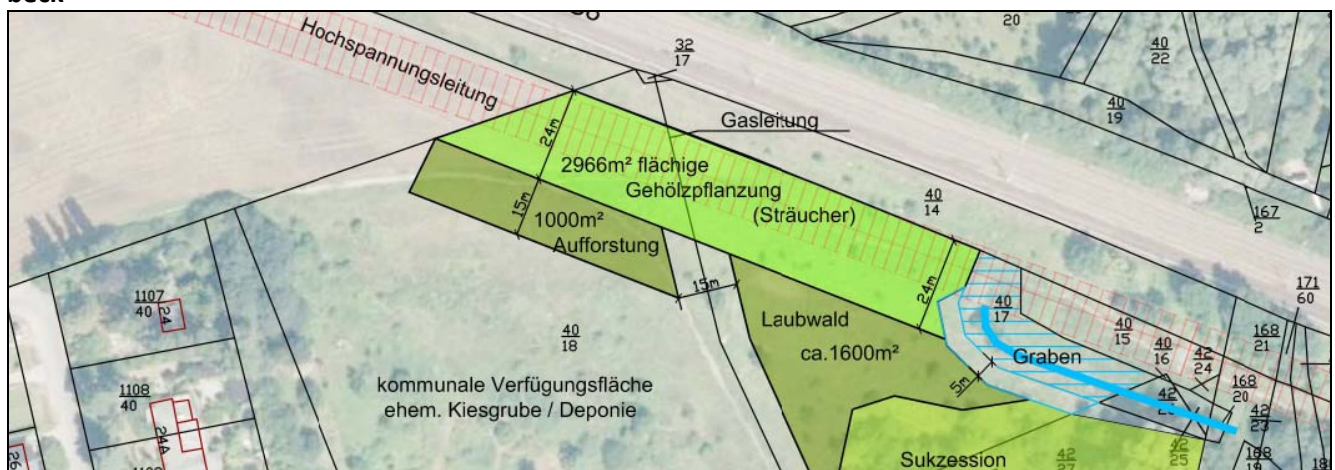 20
40
22
32
17
Hochspannungsleitung
40
19
Gasleitung
24m
2966m² flächige
Gehölzpflanzung
(Sträucher)
40
14
167
2
15m
1000m²
Aufforstung
15m
24m
171
60
1107
40
24
40
18
Laubwald
ca.1600m²
40
17
Graben
40
15
40
16
42
24
168
21
168
20
kommunale Verfügungsfläche
ehem. Kiesgrube / Deponie
1108
40
24A
5m
42
23
42
25
42
27
Sukzession
26